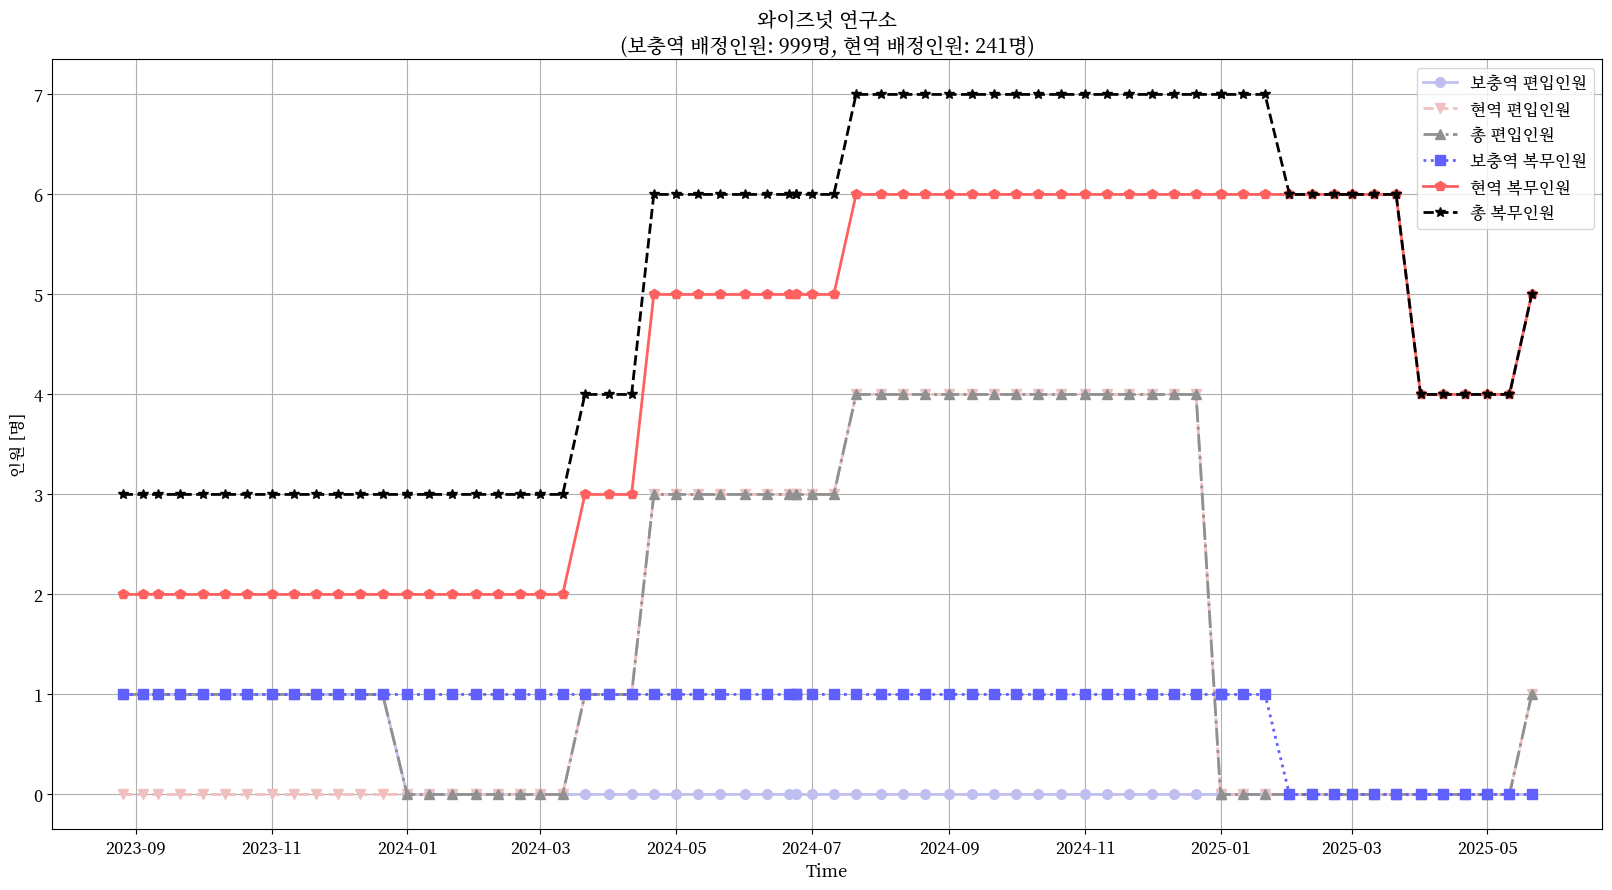 와이즈넛 연구소
(보충역 배정인원: 999명, 현역 배정인원: 241명)
보충역 편입인원
현역 편입인원
총 편입인원
보충역 복무인원
현역 복무인원
총 복무인원
인원 [명]
7
6
5
4
3
2
1
0
2023-09
2023-11
2024-01
2024-03
2024-05
2024-07
2024-09
2024-11
2025-01
2025-03
2025-05
Time